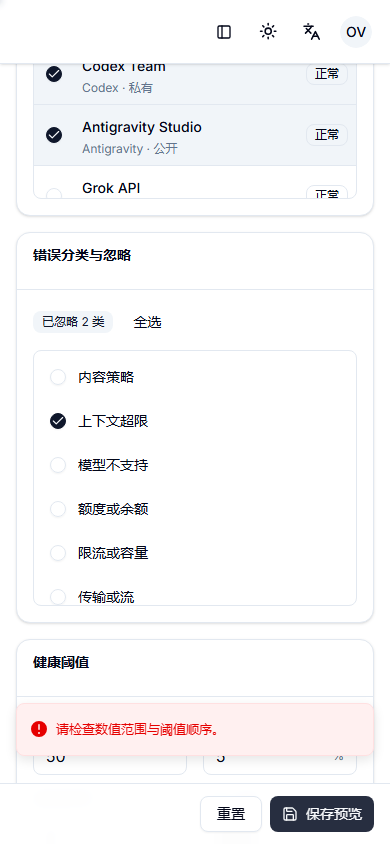 OV
Codex Team
Codex · 私有
正常
Antigravity Studio
Antigravity · 公开
正常
Grok API
正常
错误分类与忽略
已忽略 2 类
全选
内容策略
上下文超限
模型不支持
额度或余额
限流或容量
传输或流
健康阈值
请检查数值范围与阈值顺序。
50
5
%
重置
保存预览